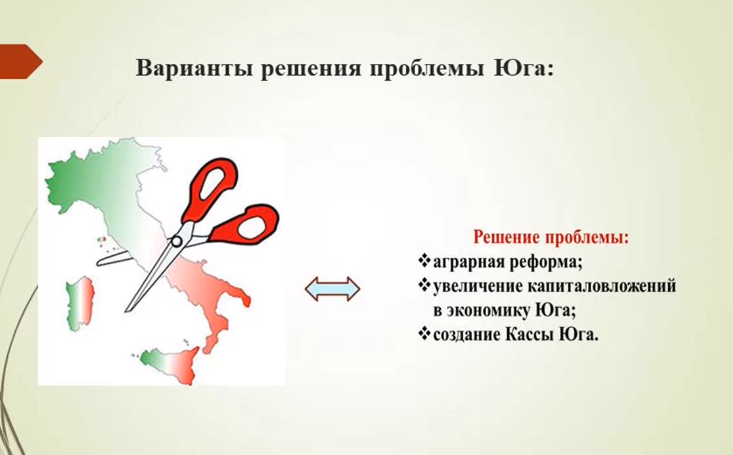 Варианты решения проблемы Юга:
Решение проблемы:
❖аграрная реформа;
❖увеличение капиталовложений
в экономику Юга;
❖создание Кассы Юга.